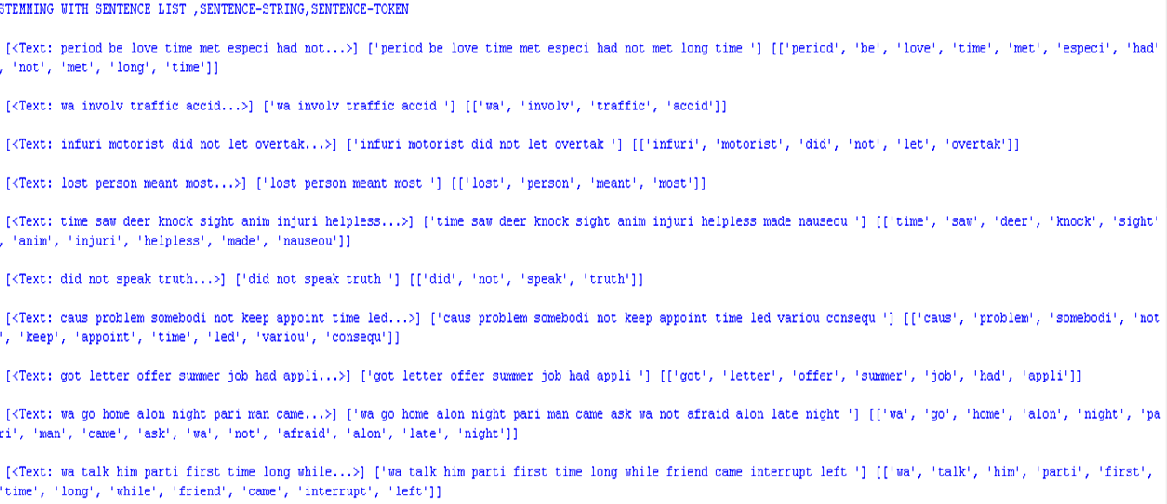 STEMMING WITH SENTENCE LIST ,SENTENCE-STRING,SENTENCE-TOKEN
[<Text: period be love time met especi had not...>] ['period be love time met especi had not met long time '] [['period', 'be', 'love', 'time', 'met', 'especi', 'had'
, 'not', 'met', 'long', 'time']]
[<Text: wa involv traffic accid...>] ['wa involv traffic accid '] [['wa', 'involv', 'traffic', 'accid']]
[<Text: infuri motorist did not let overtak...>] ['infuri motorist did not let overtak '] [['infuri', 'motorist', 'did', 'not', 'let', 'overtak']]
[<Text: lost person meant most...>] ['lost person meant most '] [['lost', 'person', 'meant', 'most']]
[<Text: time saw deer knock sight anim injuri helpless...>] ['time saw deer knock sight anim injuri helpless made nauseou '] [['time', 'saw', 'deer', 'knock', 'sight'
, 'anim', 'injuri', 'helpless', 'made', 'nauseou']]
[<Text: did not speak truth...>] ['did not speak truth '] [['did', 'not', 'speak', 'truth']]
[<Text: caus problem somebodi not keep appoint time led...>] ['caus problem somebodi not keep appoint time led variou consequ '] [['caus', 'problem', 'somebodi', 'not
', 'keep', 'appoint', 'time', 'led', 'variou', 'consequ']]
[<Text: got letter offer summer job had appli...>] ['got letter offer summer job had appli '] [['got', 'letter', 'offer', 'summer', 'job', 'had', 'appli']]
[<Text: wa go home alon night pari man came...>] ['wa go home alon night pari man came ask wa not afraid alon late night '] [['wa', 'go', 'home', 'alon', 'night', 'pa
ri', 'man', 'came', 'ask', 'wa', 'not', 'afraid', 'alon', 'late', 'night']]
[<Text: wa talk him parti first time long while...>] ['wa talk him parti first time long while friend came interrupt left '] [['wa', 'talk', 'him', 'parti', 'first',
'time', 'long', 'while', 'friend', 'came', 'interrupt', 'left']]